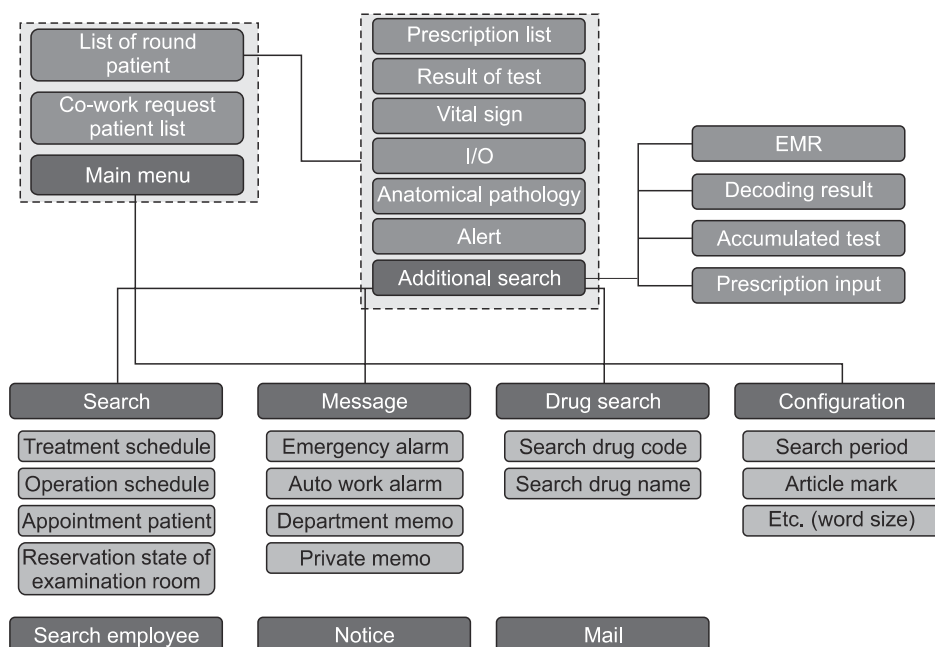 List of round
patient
Co-work request
patient list
Main menu
Prescription list
Result of test
Vital sign
I/O
Anatomical pathology
Alert
Additional search
EMR
Decoding result
Accumulated test
Prescription input
Search
Treatment schedule
Operation schedule
Appointment patient
Reservation state of
examination room
Message
Emergency alarm
Auto work alarm
Department memo
Private memo
Drug search
Search drug code
Search drug name
Configuration
Search period
Article mark
Etc. (word size)
Search employee
Notice
Mail